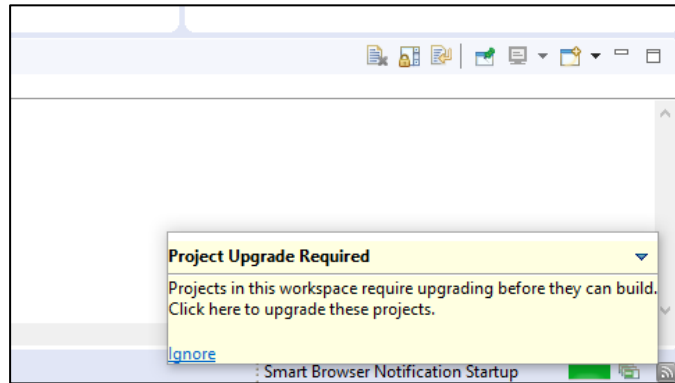 Project Upgrade Required
Projects in this workspace require upgrading before they can build.
Click here to upgrade these projects.
Ignore
: Smart Browser Notification Startup